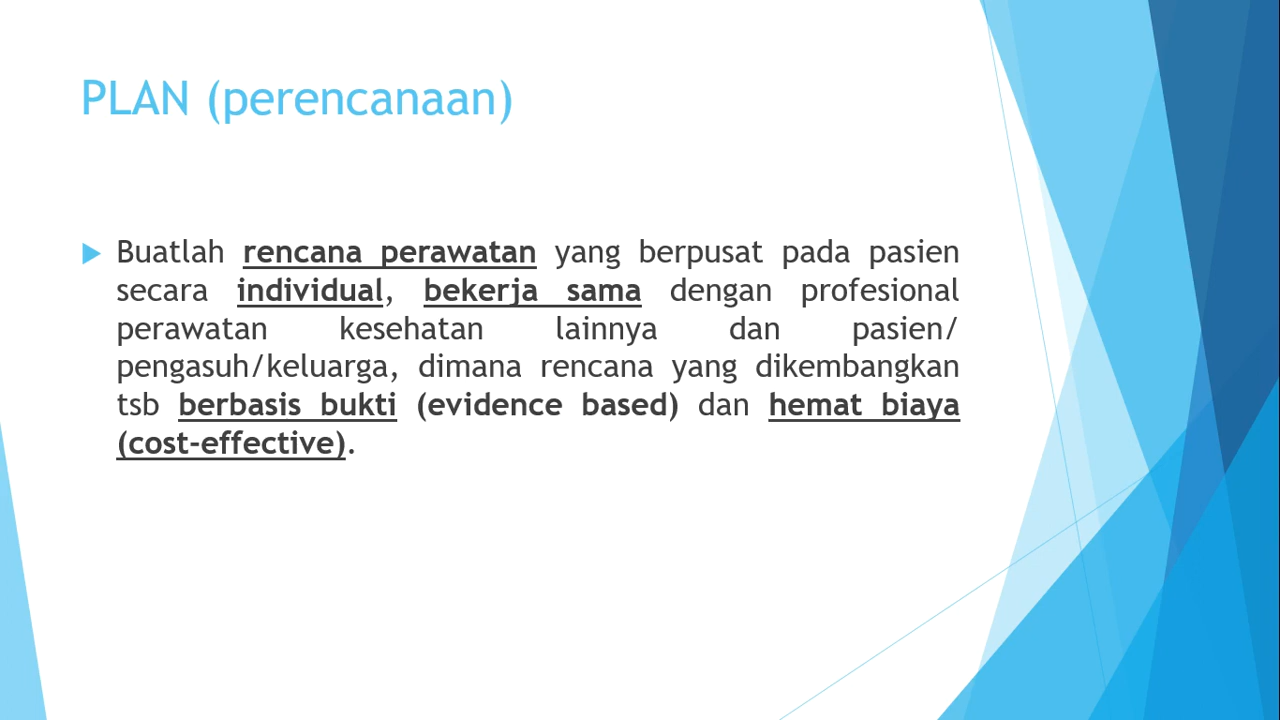 PLAN (perencanaan)
Buatlah rencana perawatan yang berpusat pada pasien
secara individual, bekerja sama dengan profesional
perawatan kesehatan lainnya dan pasien/
pengasuh/keluarga, dimana rencana yang dikembangkan
tsb berbasis bukti (evidence based) dan hemat biaya
(cost-effective).